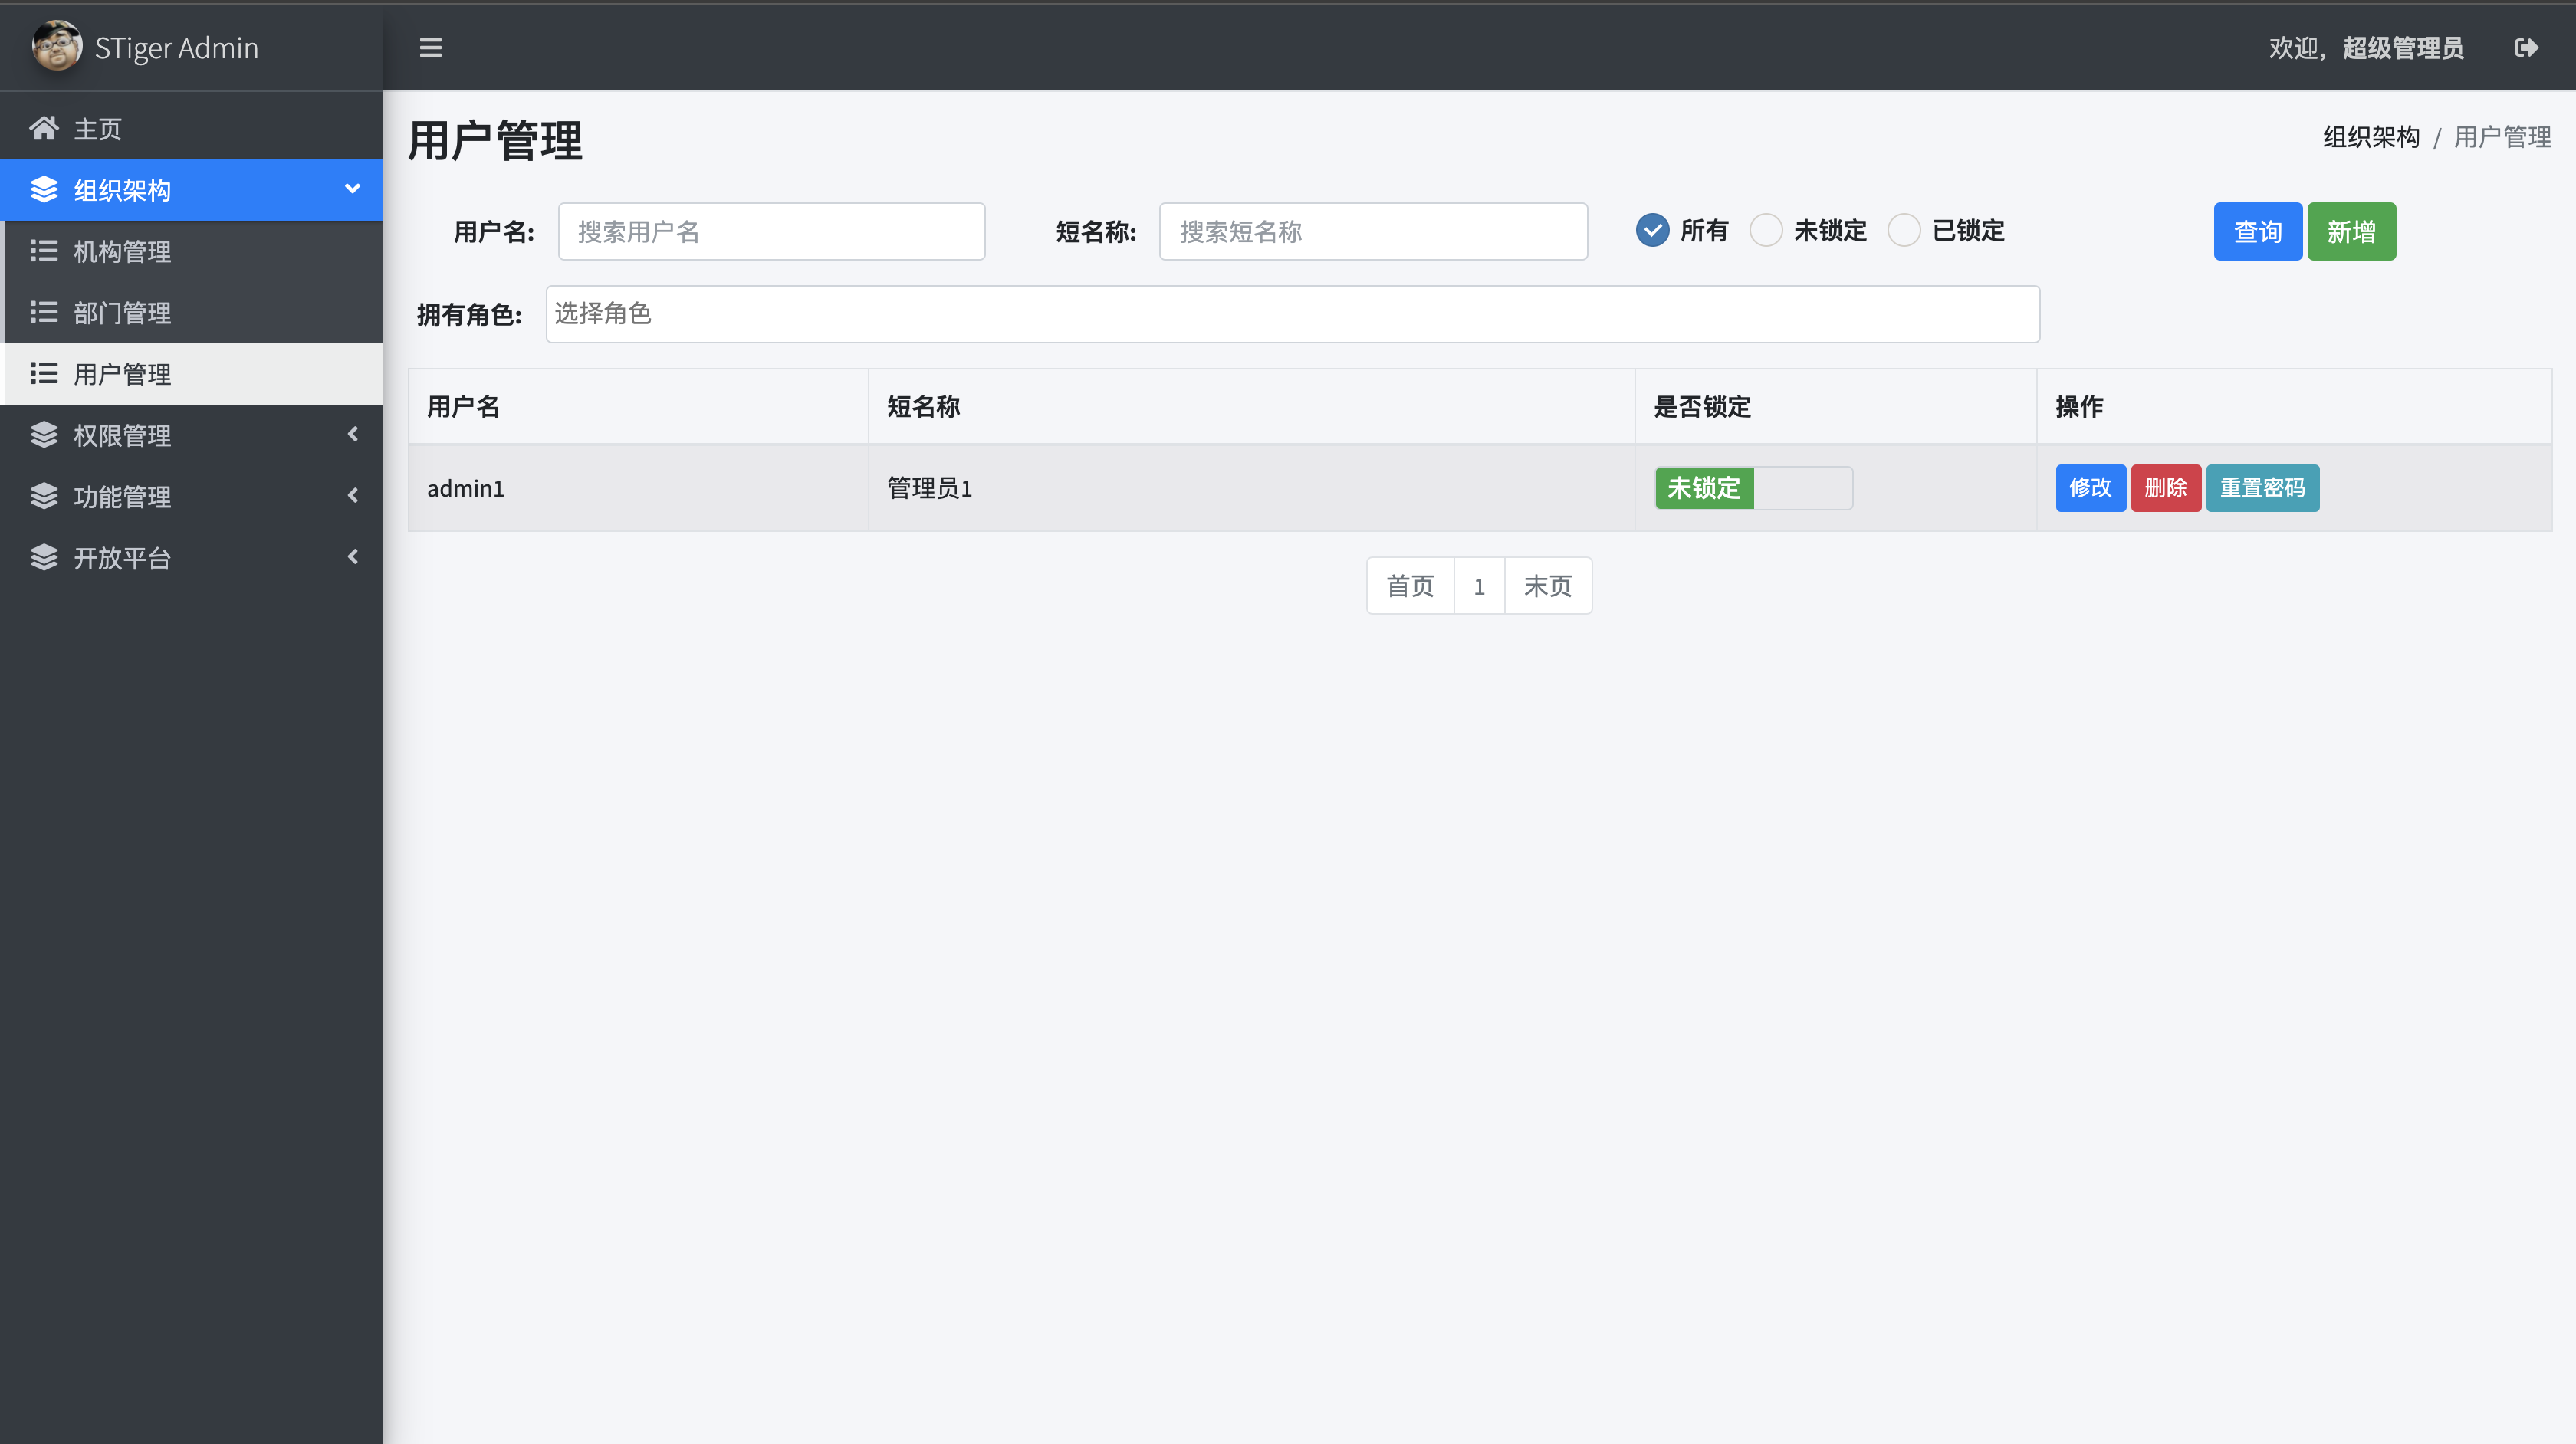 STiger Admin
欢迎，超级管理员
主页
组织架构
机构管理
部门管理
用户管理
权限管理
功能管理
开放平台
用户管理
组织架构 / 用户管理
用户名: 搜索用户名 短名称: 搜索短名称 所有 未锁定 已锁定 查询 新增
拥有角色: 选择角色
用户名 短名称 是否锁定 操作
admin1 管理员1 未锁定 修改 删除 重置密码
首页 1 末页